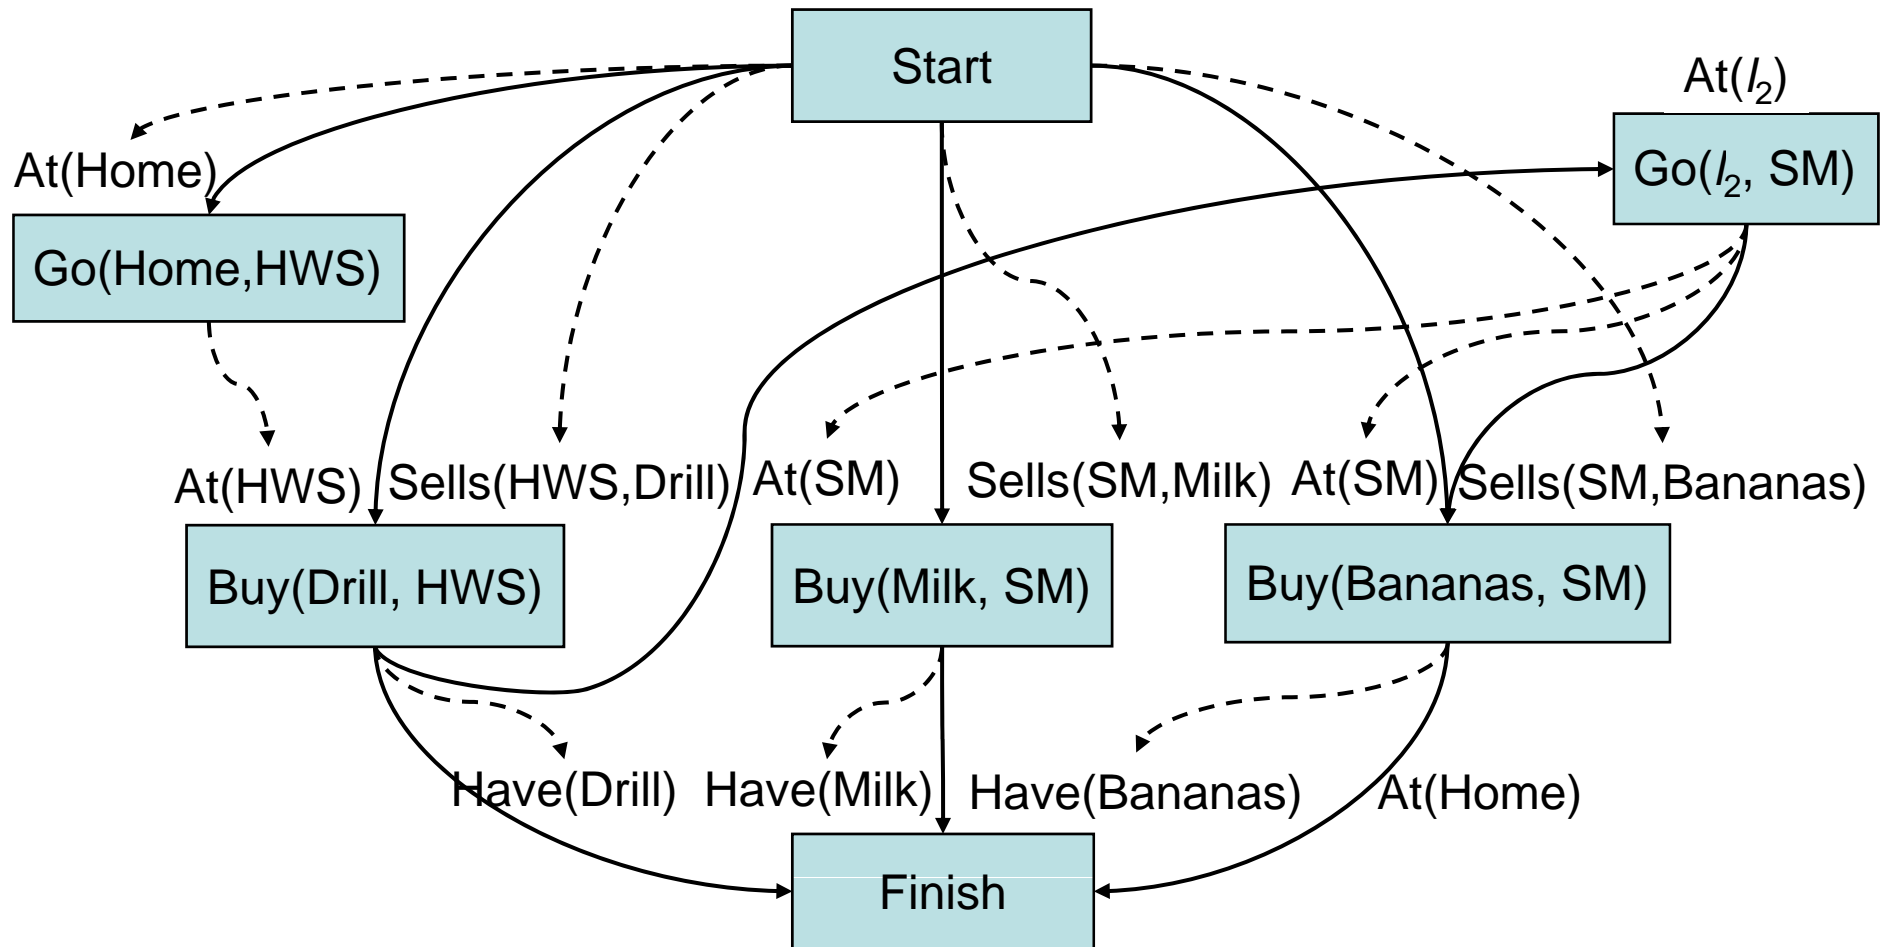 Start
At(l₂)
At(Home)
Go(l₂, SM)
Go(Home,HWS)
At(HWS)
Sells(HWS,Drill)
At(SM)
Sells(SM,Milk)
At(SM)
Sells(SM,Bananas)
Buy(Drill, HWS)
Buy(Milk, SM)
Buy(Bananas, SM)
Have(Drill)
Have(Milk)
Have(Bananas)
At(Home)
Finish